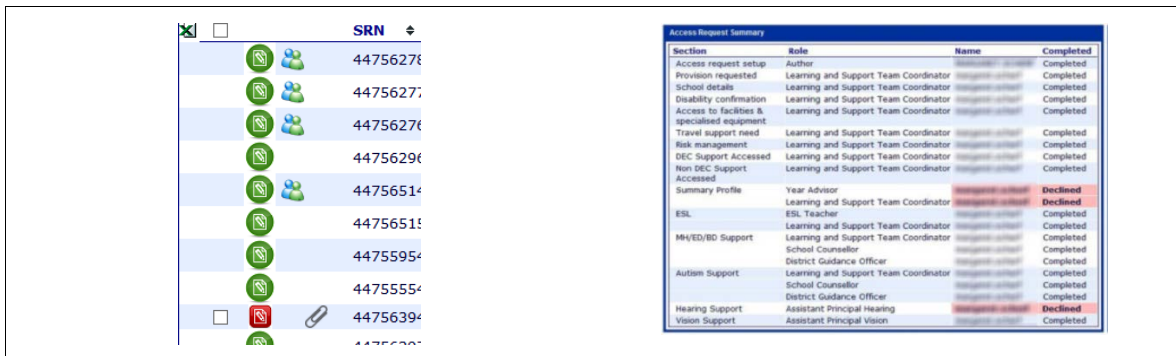 SRN
44756278
44756277
44756276
44756296
44756514
44756515
44755954
44755554
44756394
Access Request Summary
Section Role Name Completed
Access request setup Author Completed
Provision requested Learning and Support Team Coordinator Completed
School details Learning and Support Team Coordinator Completed
Disability confirmation Learning and Support Team Coordinator Completed
Access to facilities & Learning and Support Team Coordinator Completed
specialised equipment
Travel support need Learning and Support Team Coordinator Completed
Risk management Learning and Support Team Coordinator Completed
DEC Support Accessed Learning and Support Team Coordinator Completed
Non DEC Support Learning and Support Team Coordinator Completed
Accessed
Summary Profile Year Advisor Declined
Learning and Support Team Coordinator Declined
ESL ESL Teacher Completed
Learning and Support Team Coordinator Completed
MH/ED/BD Support Learning and Support Team Coordinator Completed
School Counsellor Completed
District Guidance Officer Completed
Autism Support Learning and Support Team Coordinator Completed
School Counsellor Completed
District Guidance Officer Completed
Hearing Support Assistant Principal Hearing Declined
Vision Support Assistant Principal Vision Completed